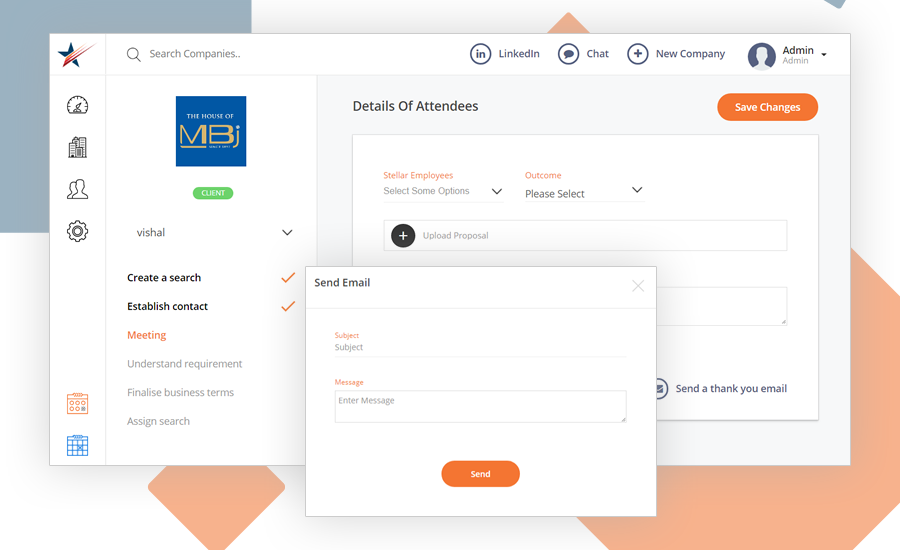 Search Companies..
in
LinkedIn
Chat
New Company
Admin
Admin
THE HOUSE OF
MBj
CLIENT
vishal
Create a search
Establish contact
Meeting
Understand requirement
Finalise business terms
Assign search
Details Of Attendees
Save Changes
Stellar Employees
Select Some Options
Outcome
Please Select
Upload Proposal
Send a thank you email
Send Email
Subject
Subject
Message
Enter Message
Send